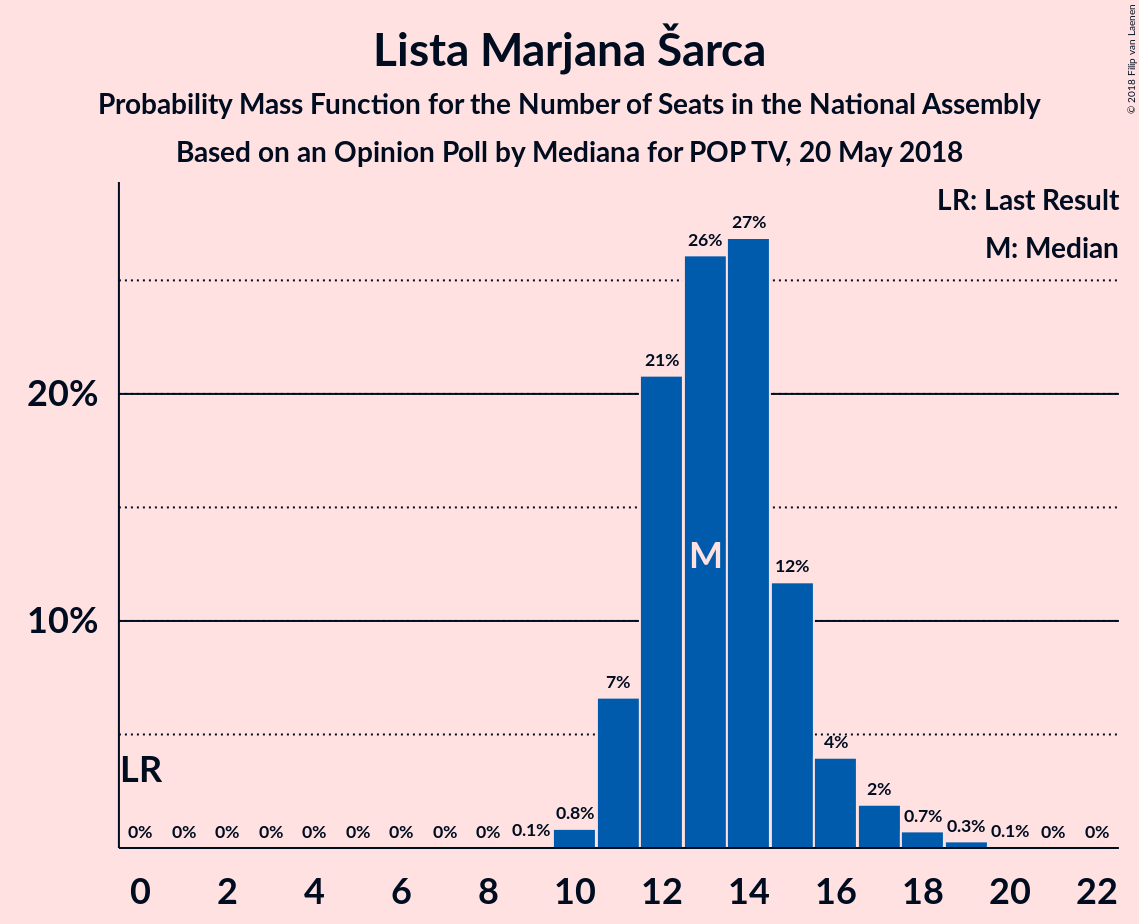 Lista Marjana Šarca
Probability Mass Function for the Number of Seats in the National Assembly
Based on an Opinion Poll by Mediana for POP TV, 20 May 2018
© 2018 Filip van Laenen
LR: Last Result
M: Median
20%
10%
LR
M
0% 0% 0% 0% 0% 0% 0% 0% 0% 0.1% 0.8% 7% 21% 26% 27% 12% 4% 2% 0.7% 0.3% 0.1% 0% 0%
0 2 4 6 8 10 12 14 16 18 20 22